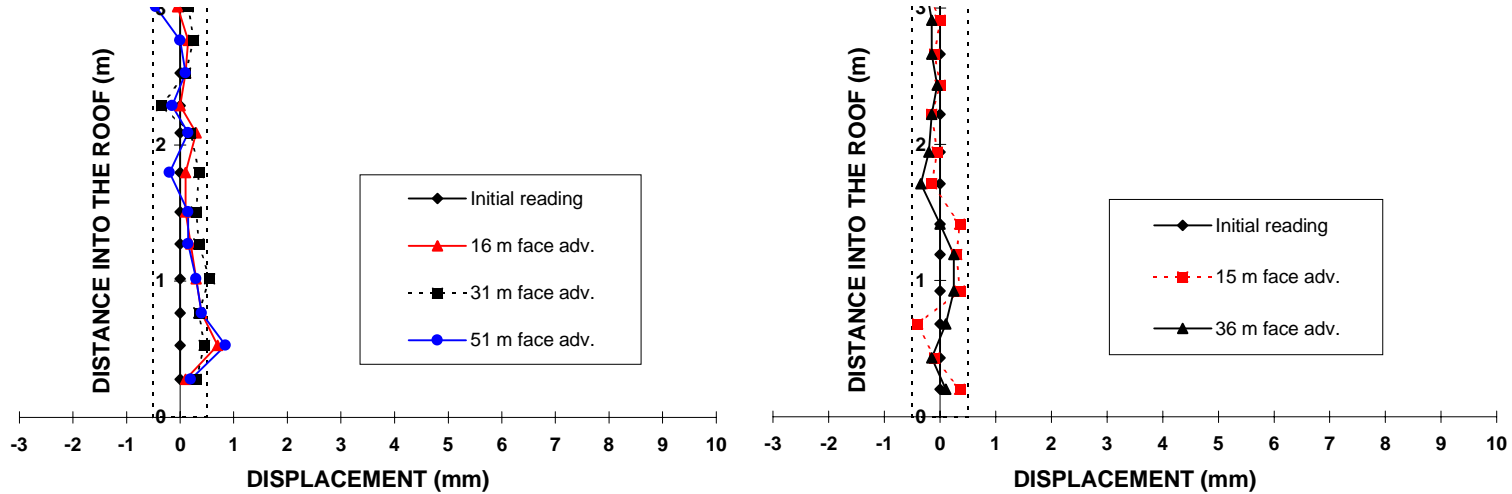 3
2
1
0
DISTANCE INTO THE ROOF (m)
Initial reading
16 m face adv.
31 m face adv.
51 m face adv.
-3 -2 -1 0 1 2 3 4 5 6 7 8 9 10
DISPLACEMENT (mm)
3
2
1
0
DISTANCE INTO THE ROOF (m)
Initial reading
15 m face adv.
36 m face adv.
-3 -2 -1 0 1 2 3 4 5 6 7 8 9 10
DISPLACEMENT (mm)